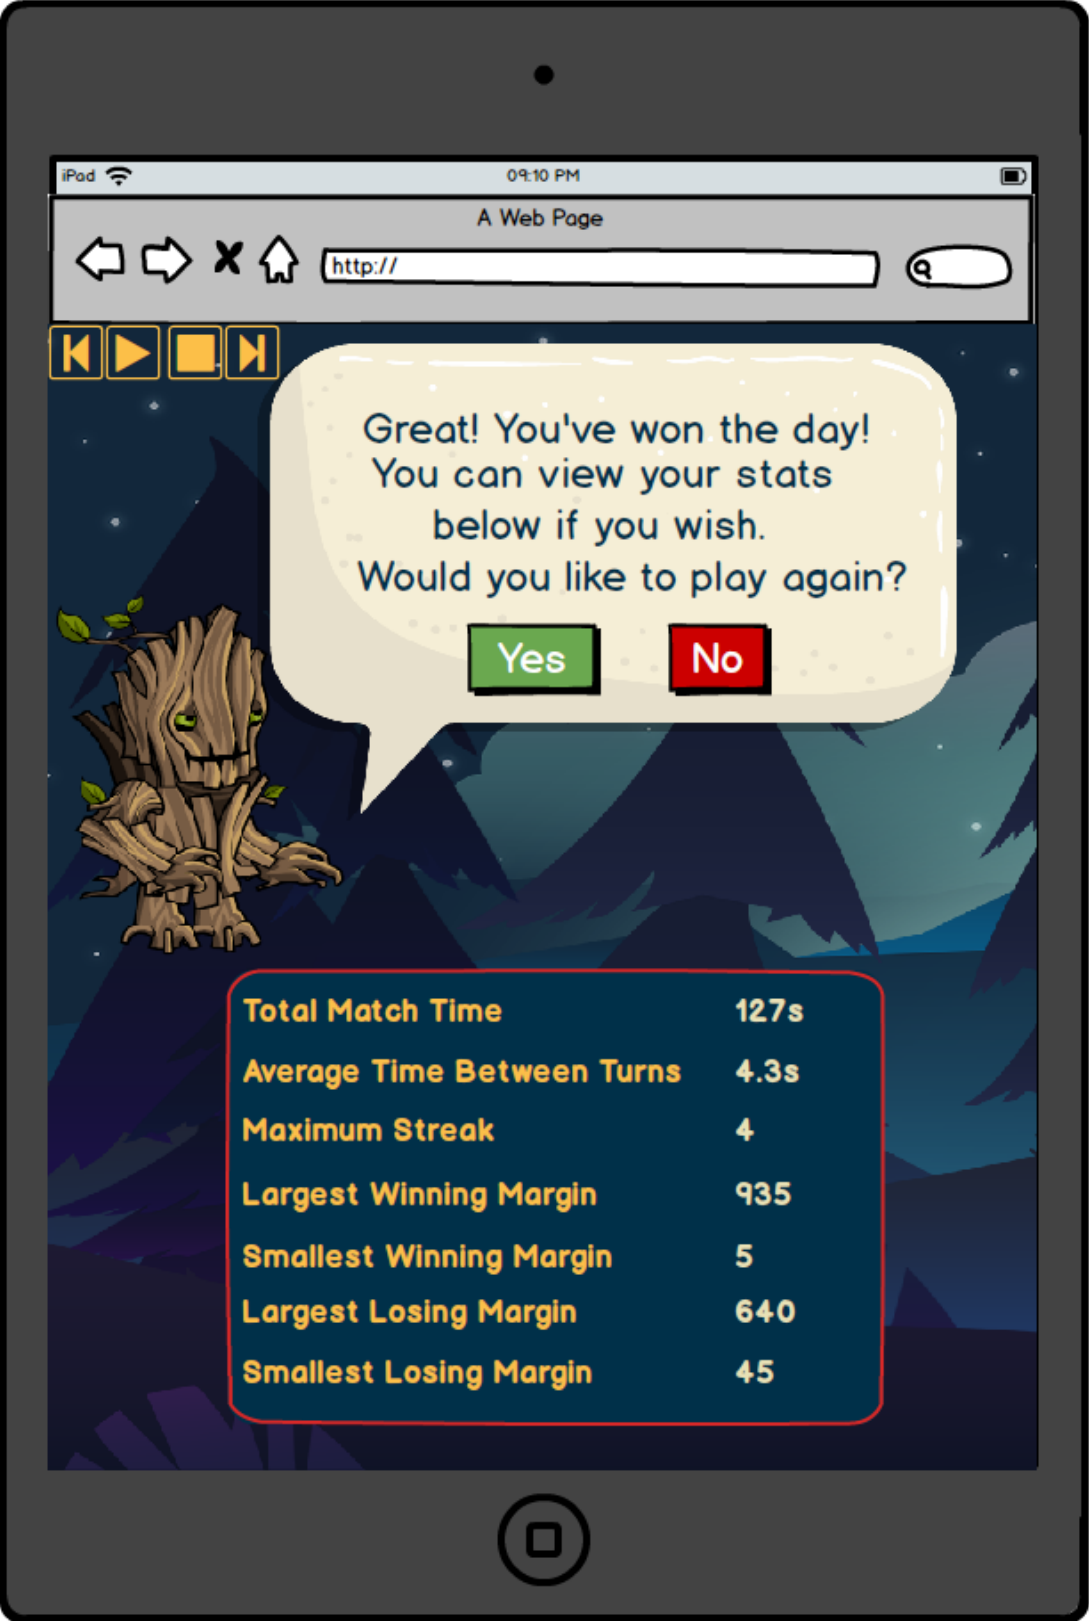 iPad
09:10 PM
A Web Page
http://
Great! You've won the day!
You can view your stats
below if you wish.
Would you like to play again?
Yes
No
Total Match Time 127s
Average Time Between Turns 4.3s
Maximum Streak 4
Largest Winning Margin 935
Smallest Winning Margin 5
Largest Losing Margin 640
Smallest Losing Margin 45